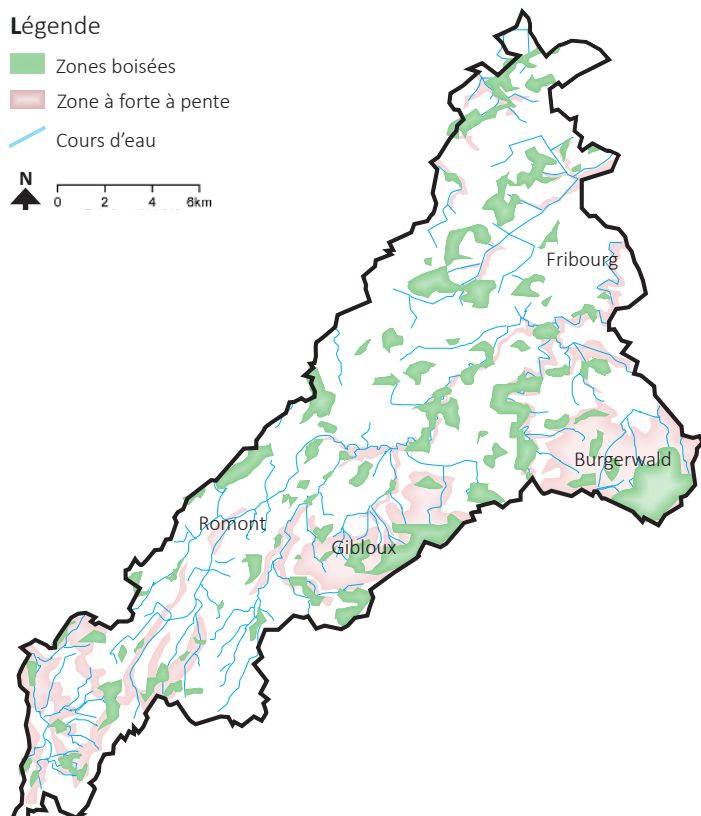 Légende
Zones boisées
Zone à forte à pente
Cours d'eau
N
0 2 4 6km
Fribourg
Burgerwald
Romont
Gibloux